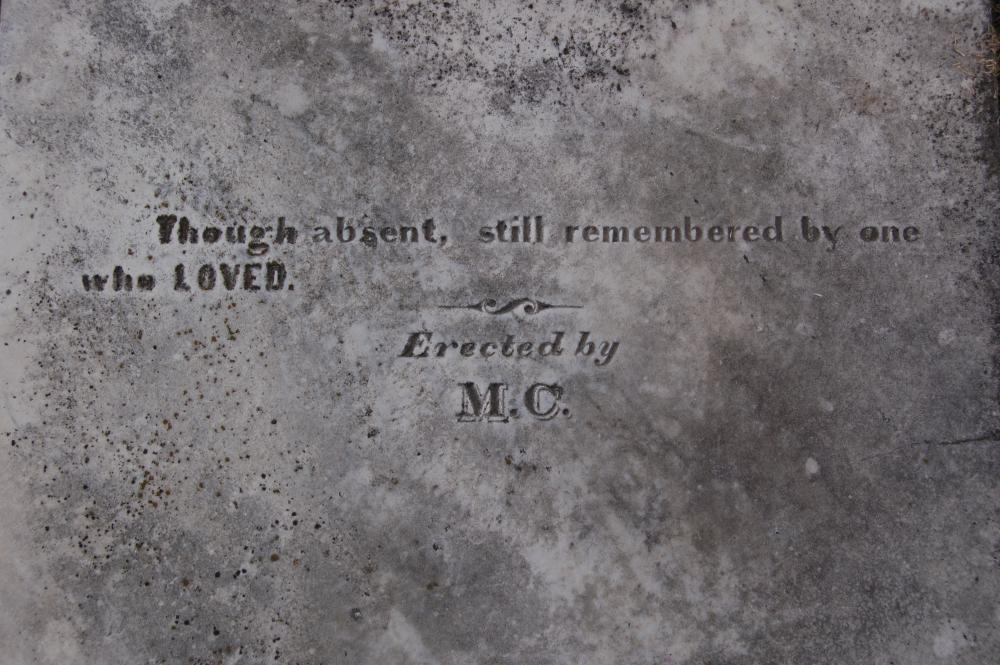 Though absent, still remembered by one
who LOVED.
Erected by
M.C.